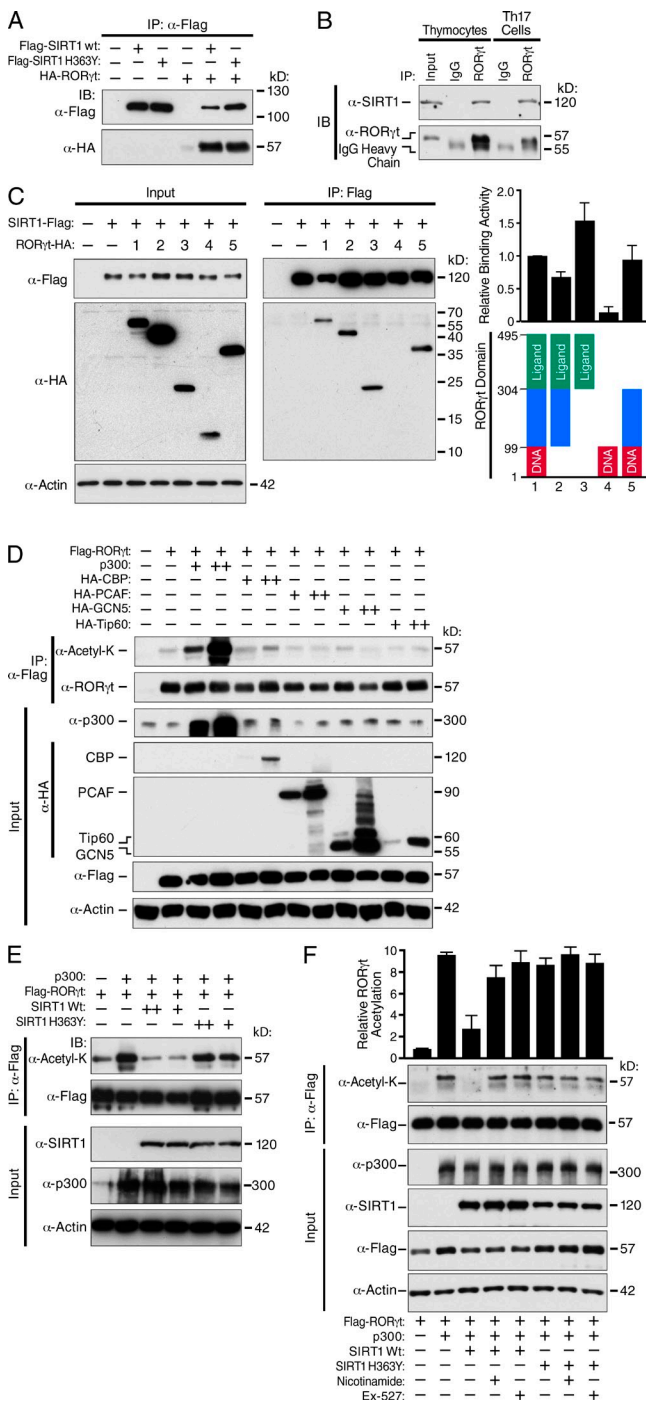 A
IP: α-Flag
Flag-SIRT1 wt: – + – – + –
Flag-SIRT1 H363Y: – – + – – +
HA-RORγt: – – – + + +
IB:
kD:
α-Flag
130
100
α-HA
57
B
Thymocytes
Th17 Cells
IP:
Input
IgG
RORγt
IgG
RORγt
kD:
IB
α-SIRT1
120
α-RORγt
57
IgG Heavy Chain
55
C
Input
IP: Flag
SIRT1-Flag: – + + + + + + – + + + + + +
RORγt-HA: – – 1 2 3 4 5 – – 1 2 3 4 5
kD:
α-Flag
120
α-HA
70
55
40
35
25
15
10
α-Actin
42
Relative Binding Activity
2.0
1.5
1.0
0.5
0
RORγt Domain
495
304
99
1
Ligand
Ligand
Ligand
DNA
DNA
DNA
1 2 3 4 5
D
Flag-RORγt: – + + + + + + + + + + +
p300: – – + ++ – – – – – – – –
HA-CBP: – – – – + ++ – – – – – –
HA-PCAF: – – – – – – + ++ – – – –
HA-GCN5: – – – – – – – – + ++ – –
HA-Tip60: – – – – – – – – – – + ++
kD:
IP: α-Flag
α-Acetyl-K
57
α-RORγt
57
Input
α-p300
300
α-HA
CBP
120
PCAF
90
Tip60
60
GCN5
55
α-Flag
57
α-Actin
42
E
p300: – + + + + +
Flag-RORγt: + + + + + +
SIRT1 Wt: – – ++ + – –
SIRT1 H363Y: – – – – ++ +
IB:
kD:
IP: α-Flag
α-Acetyl-K
57
α-Flag
57
Input
α-SIRT1
120
α-p300
300
α-Actin
42
F
Relative RORγt Acetylation
10
8
6
4
2
0
kD:
IP: α-Flag
α-Acetyl-K
57
α-Flag
57
Input
α-p300
300
α-SIRT1
120
α-Flag
57
α-Actin
42
Flag-RORγt: + + + + + + + +
p300: – + + + + + + +
SIRT1 Wt: – – + + + – – –
SIRT1 H363Y: – – – – – + + +
Nicotinamide: – – – + – – + –
Ex-527: – – – – + – – +